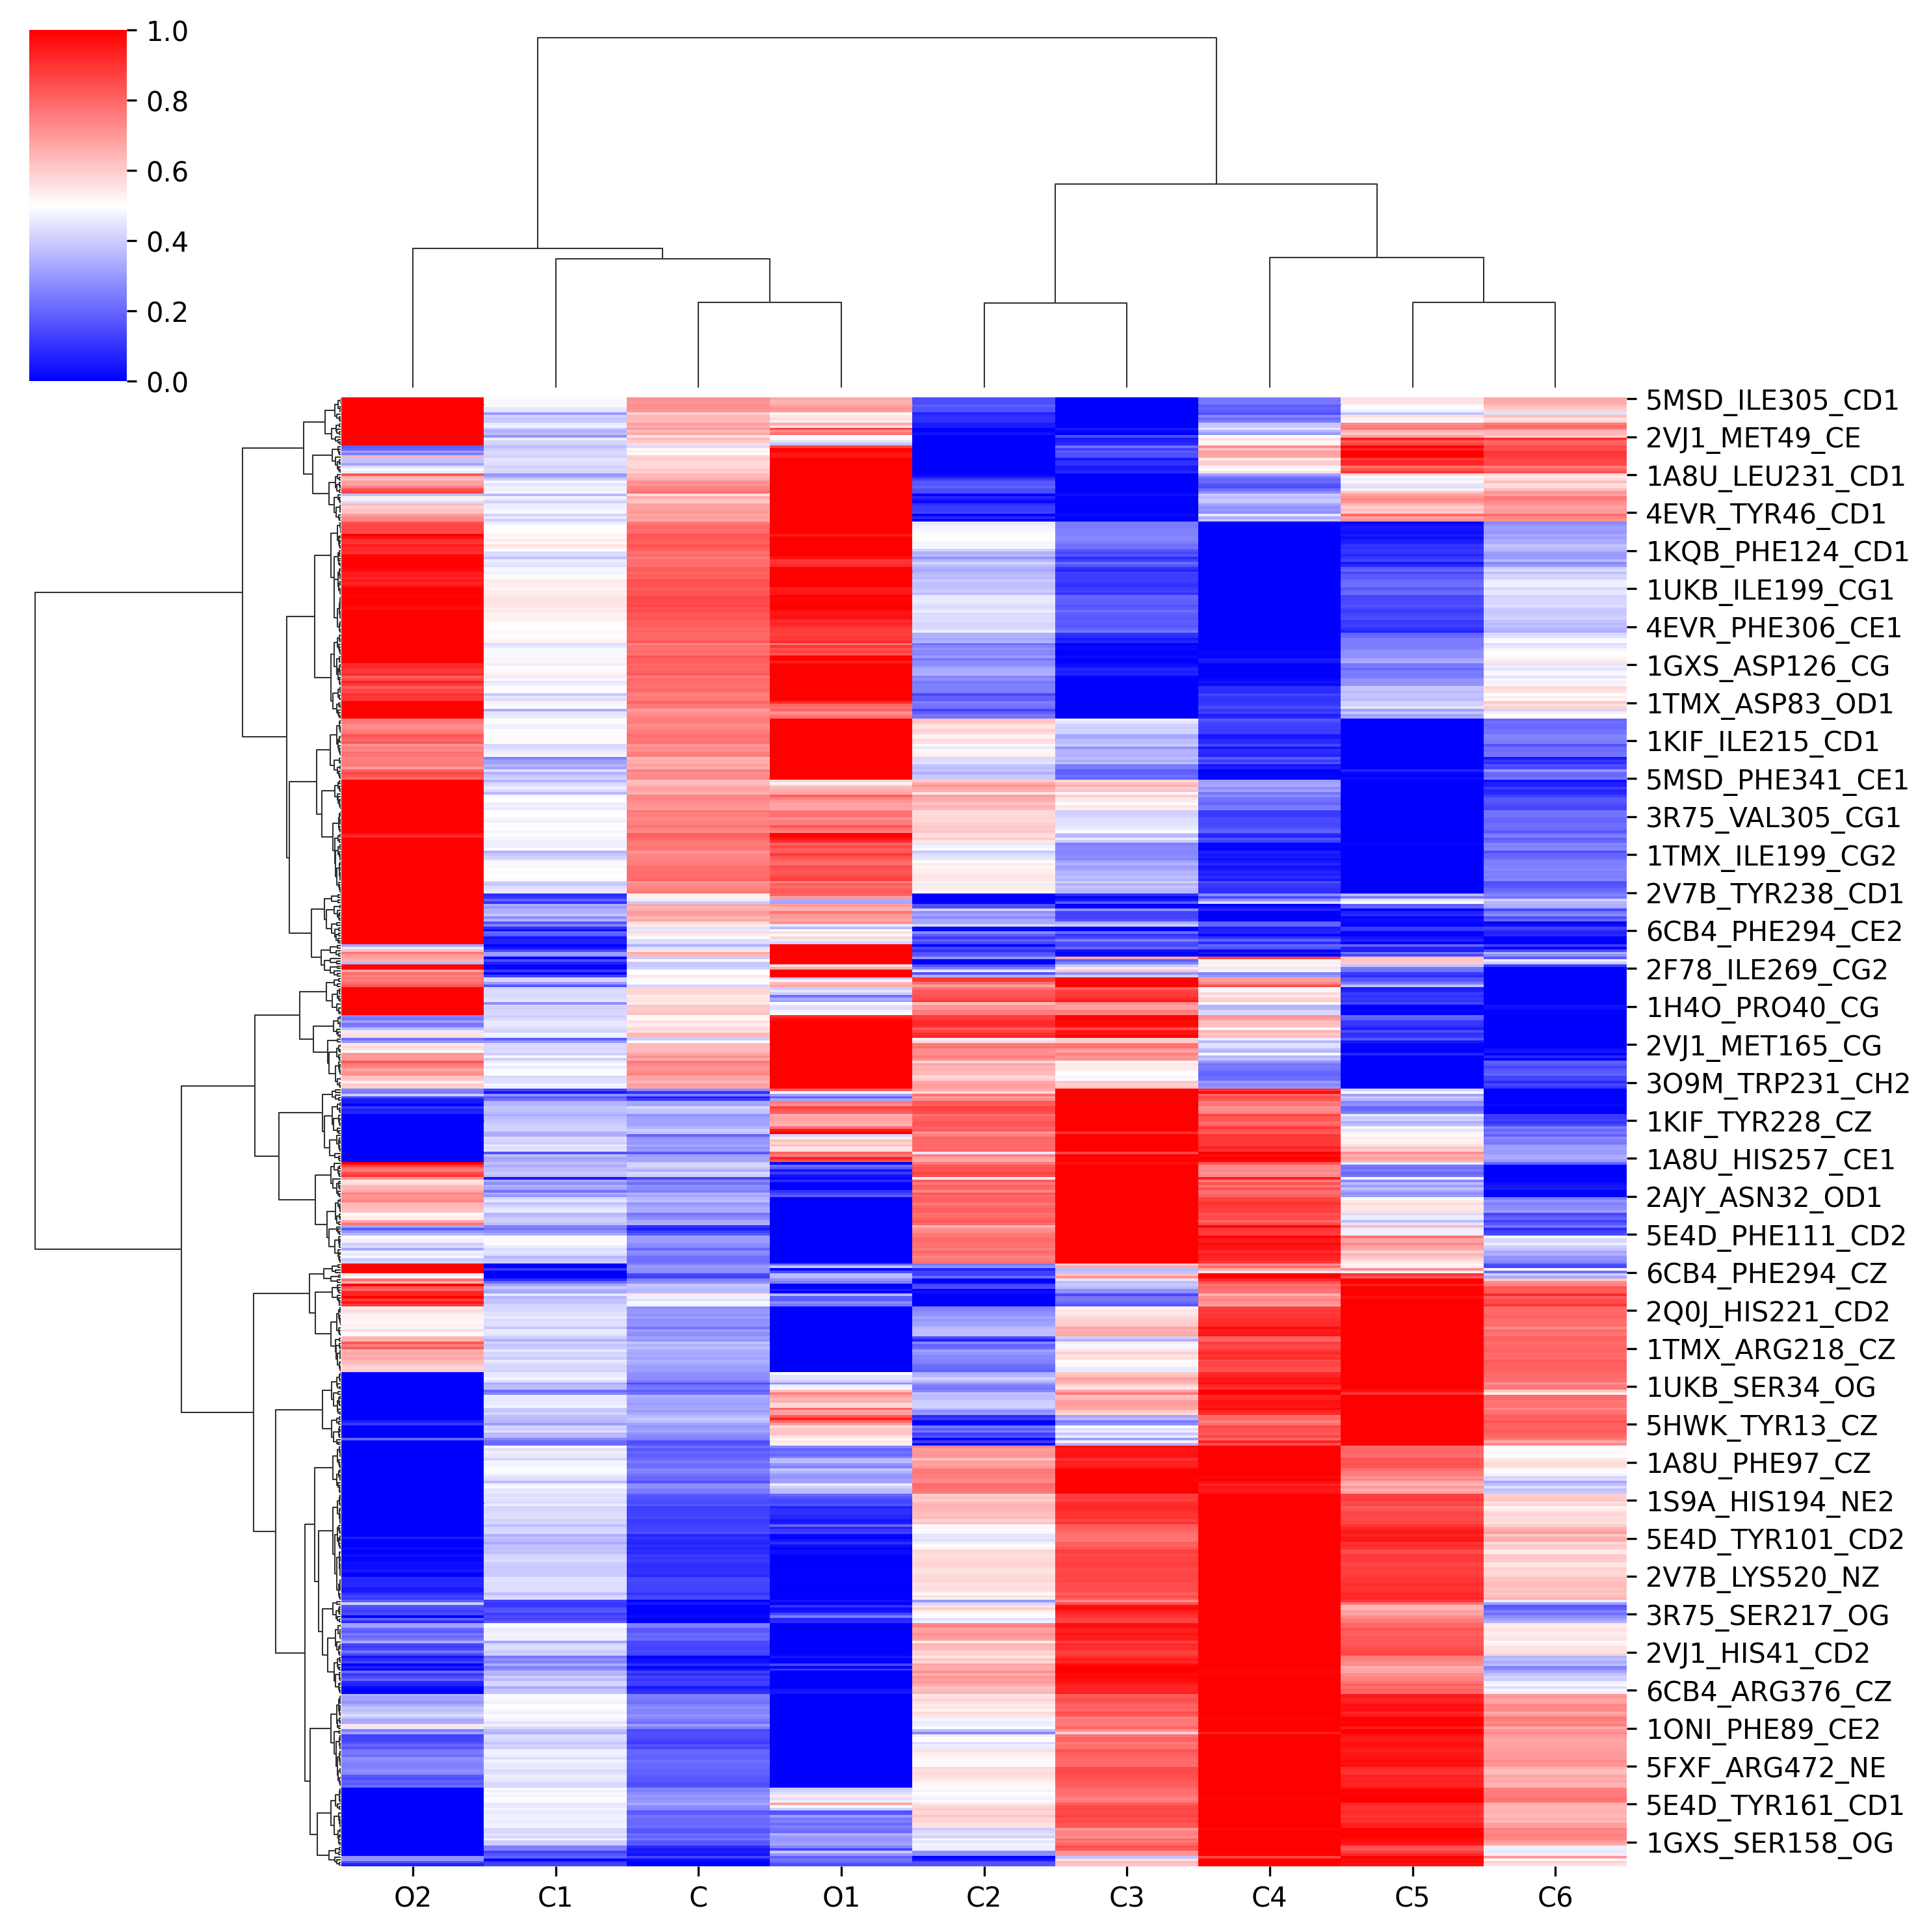 1.0
0.8
0.6
0.4
0.2
0.0
5MSD_ILE305_CD1
2VJ1_MET49_CE
1A8U_LEU231_CD1
4EVR_TYR46_CD1
1KQB_PHE124_CD1
1UKB_ILE199_CG1
4EVR_PHE306_CE1
1GXS_ASP126_CG
1TMX_ASP83_OD1
1KIF_ILE215_CD1
5MSD_PHE341_CE1
3R75_VAL305_CG1
1TMX_ILE199_CG2
2V7B_TYR238_CD1
6CB4_PHE294_CE2
2F78_ILE269_CG2
1H4O_PRO40_CG
2VJ1_MET165_CG
3O9M_TRP231_CH2
1KIF_TYR228_CZ
1A8U_HIS257_CE1
2AJY_ASN32_OD1
5E4D_PHE111_CD2
6CB4_PHE294_CZ
2Q0J_HIS221_CD2
1TMX_ARG218_CZ
1UKB_SER34_OG
5HWK_TYR13_CZ
1A8U_PHE97_CZ
1S9A_HIS194_NE2
5E4D_TYR101_CD2
2V7B_LYS520_NZ
3R75_SER217_OG
2VJ1_HIS41_CD2
6CB4_ARG376_CZ
1ONI_PHE89_CE2
5FXF_ARG472_NE
5E4D_TYR161_CD1
1GXS_SER158_OG
O2 C1 C O1 C2 C3 C4 C5 C6